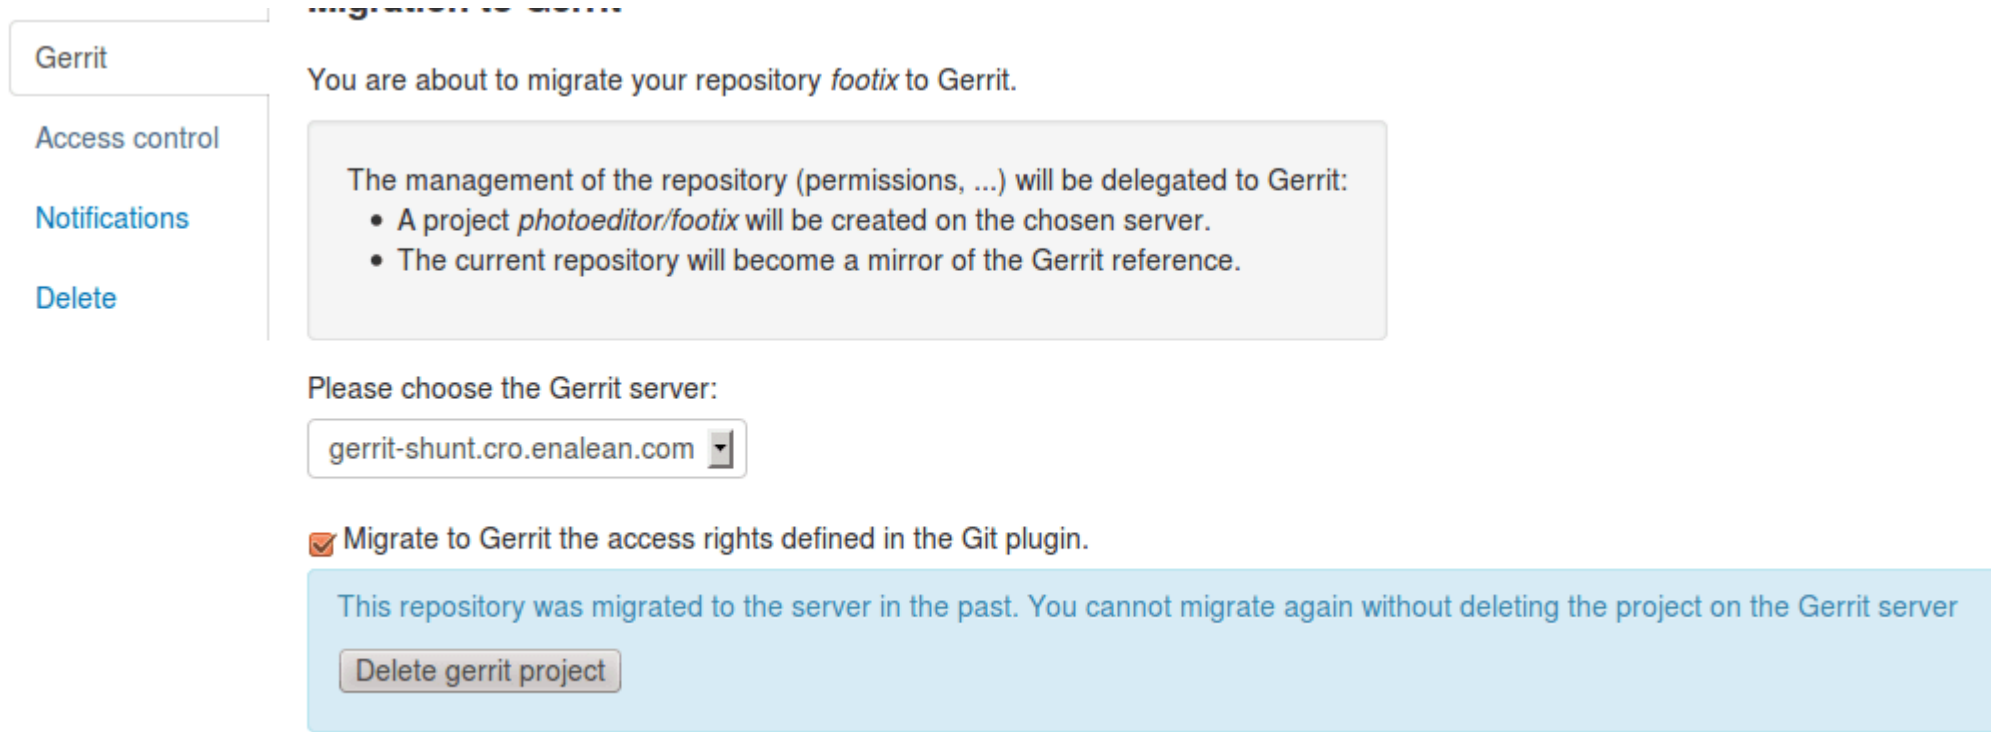 Migration to Gerrit
Gerrit
Access control
Notifications
Delete
You are about to migrate your repository footix to Gerrit.
The management of the repository (permissions, ...) will be delegated to Gerrit:
• A project photoeditor/footix will be created on the chosen server.
• The current repository will become a mirror of the Gerrit reference.
Please choose the Gerrit server:
gerrit-shunt.cro.enalean.com
Migrate to Gerrit the access rights defined in the Git plugin.
This repository was migrated to the server in the past. You cannot migrate again without deleting the project on the Gerrit server
Delete gerrit project